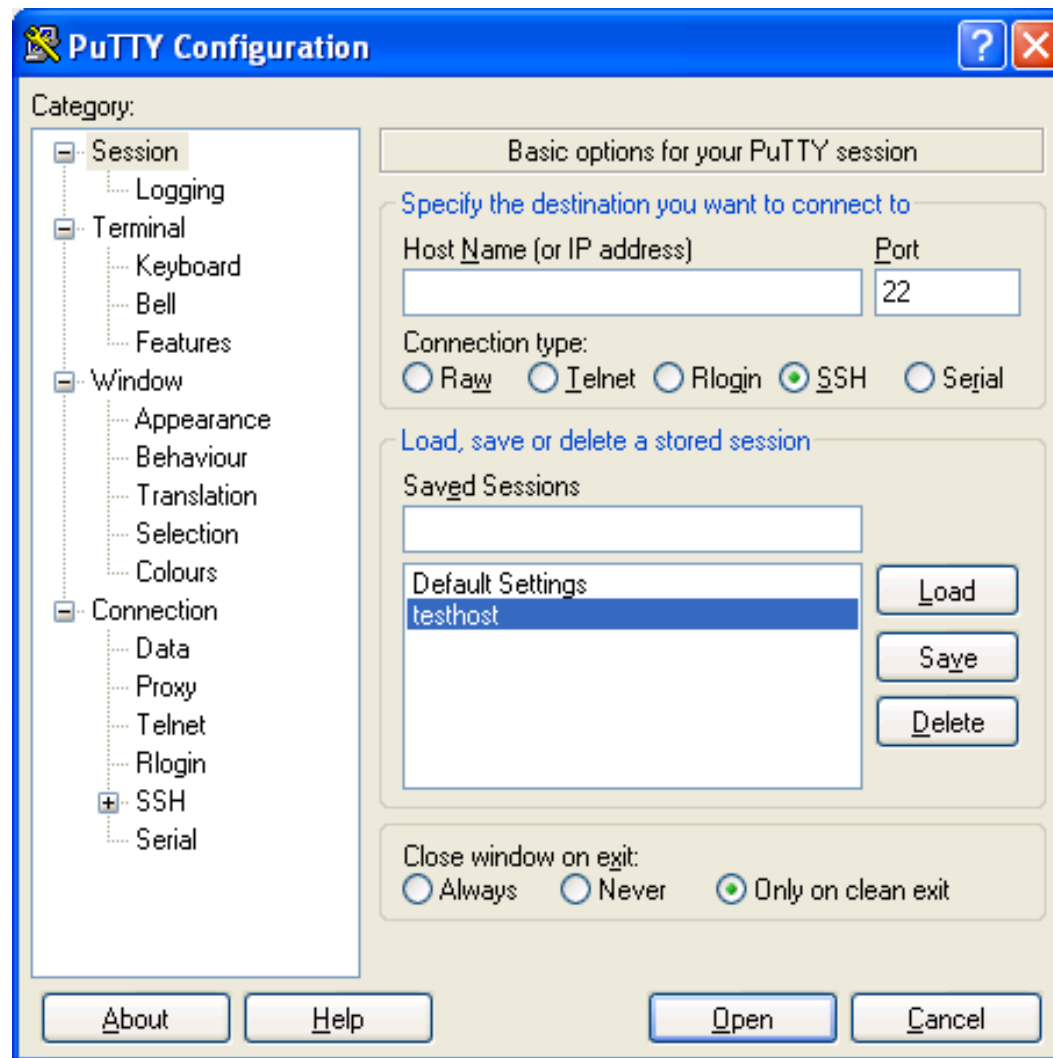 PuTTY Configuration
?
Category:
Session
Logging
Terminal
Keyboard
Bell
Features
Window
Appearance
Behaviour
Translation
Selection
Colours
Connection
Data
Proxy
Telnet
Rlogin
SSH
Serial
Basic options for your PuTTY session
Specify the destination you want to connect to
Host Name (or IP address) Port
22
Connection type:
Raw Telnet Rlogin SSH Serial
Load, save or delete a stored session
Saved Sessions
Default Settings
testhost
Load
Save
Delete
Close window on exit:
Always Never Only on clean exit
About Help Open Cancel